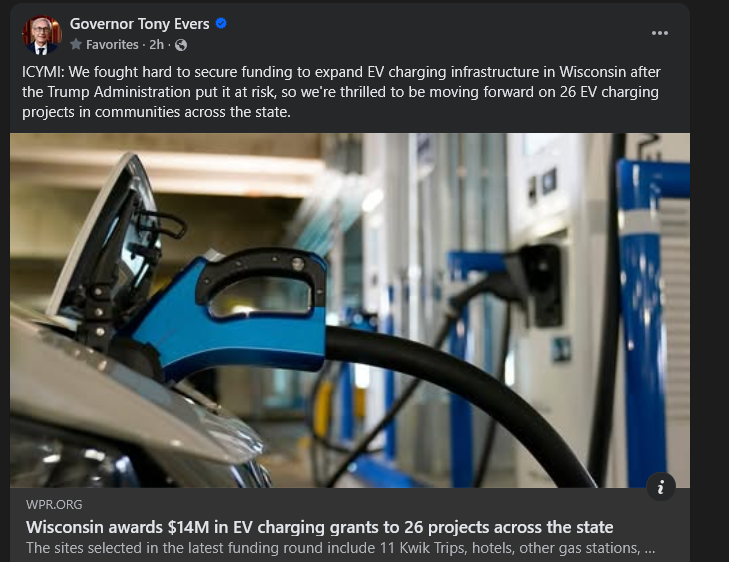 Governor Tony Evers
Favorites · 2h ·
ICYMI: We fought hard to secure funding to expand EV charging infrastructure in Wisconsin after
the Trump Administration put it at risk, so we're thrilled to be moving forward on 26 EV charging
projects in communities across the state.
WPR.ORG
Wisconsin awards $14M in EV charging grants to 26 projects across the state
The sites selected in the latest funding round include 11 Kwik Trips, hotels, other gas stations, ...